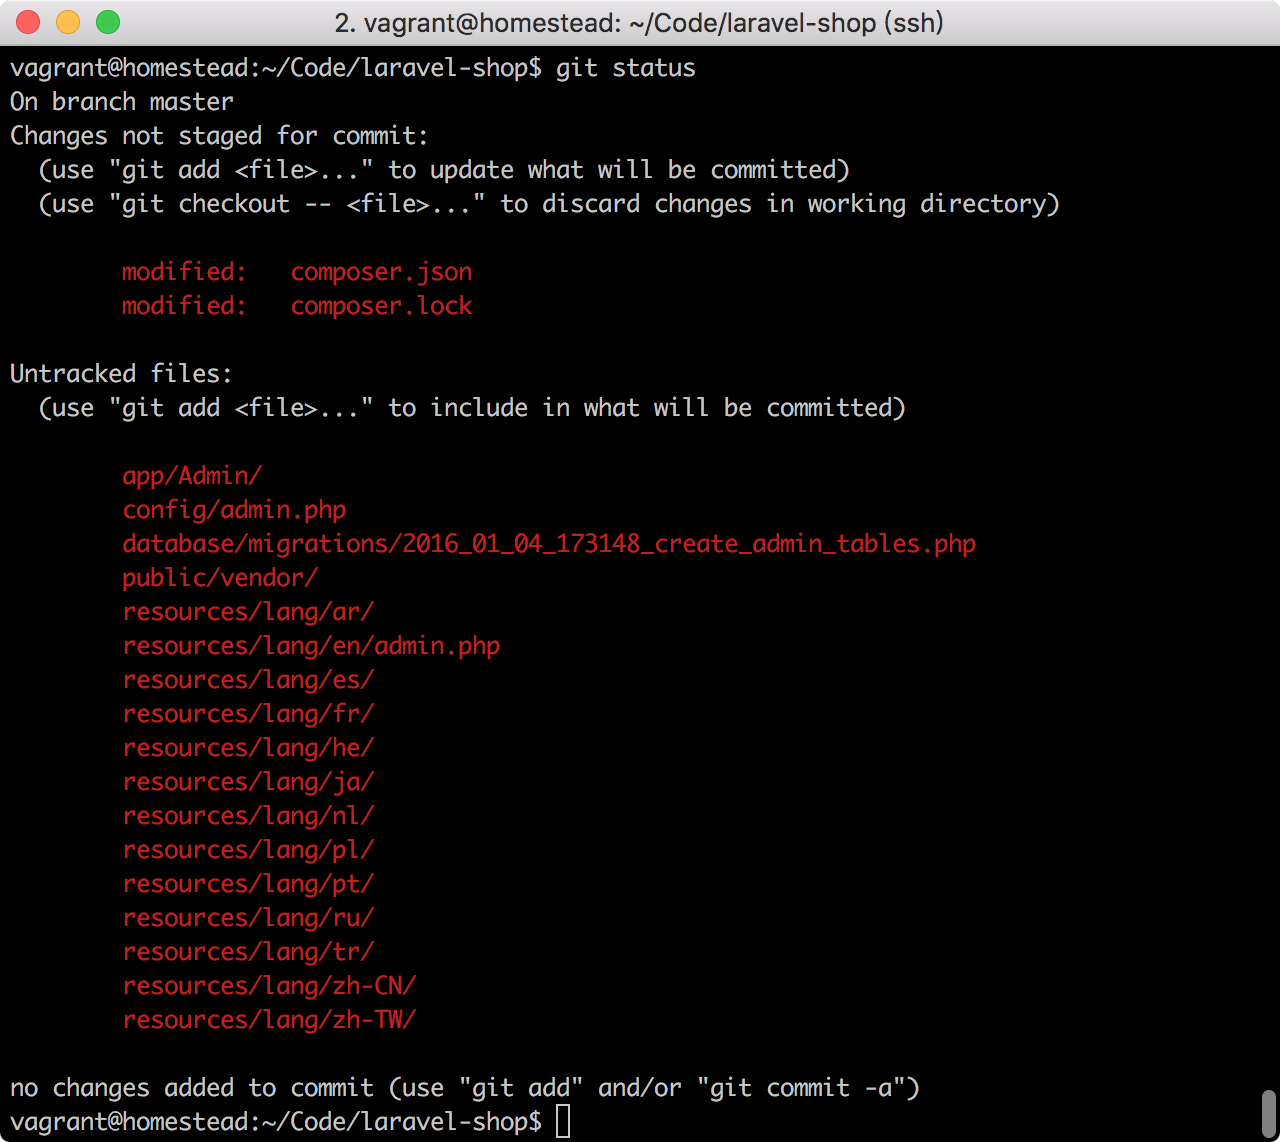 2. vagrant@homestead: ~/Code/laravel-shop (ssh)
vagrant@homestead:~/Code/laravel-shop$ git status
On branch master
Changes not staged for commit:
  (use "git add <file>..." to update what will be committed)
  (use "git checkout -- <file>..." to discard changes in working directory)
        modified:   composer.json
        modified:   composer.lock
Untracked files:
  (use "git add <file>..." to include in what will be committed)
        app/Admin/
        config/admin.php
        database/migrations/2016_01_04_173148_create_admin_tables.php
        public/vendor/
        resources/lang/ar/
        resources/lang/en/admin.php
        resources/lang/es/
        resources/lang/fr/
        resources/lang/he/
        resources/lang/ja/
        resources/lang/nl/
        resources/lang/pl/
        resources/lang/pt/
        resources/lang/ru/
        resources/lang/tr/
        resources/lang/zh-CN/
        resources/lang/zh-TW/
no changes added to commit (use "git add" and/or "git commit -a")
vagrant@homestead:~/Code/laravel-shop$